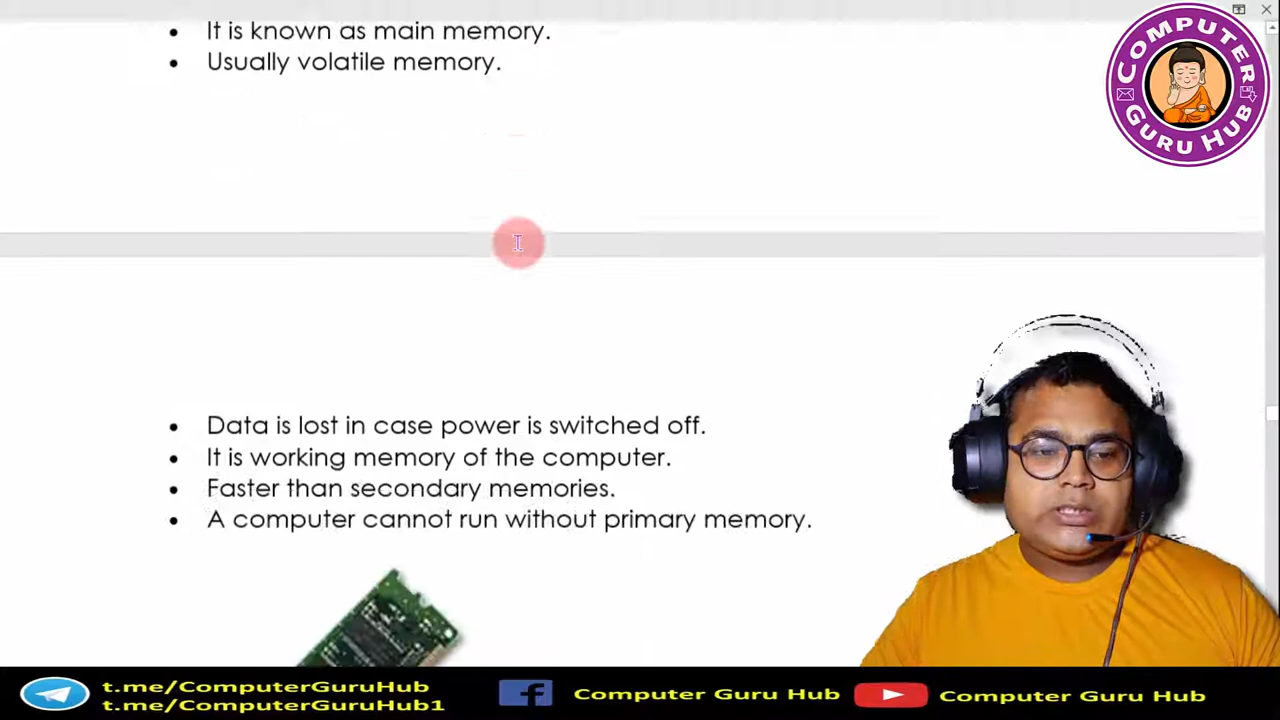 • It is known as main memory.
• Usually volatile memory.
COMPUTER
GURU HUB
• Data is lost in case power is switched off.
• It is working memory of the computer.
• Faster than secondary memories.
• A computer cannot run without primary memory.
t.me/ComputerGuruHub
t.me/ComputerGuruHub1
Computer Guru Hub
Computer Guru Hub